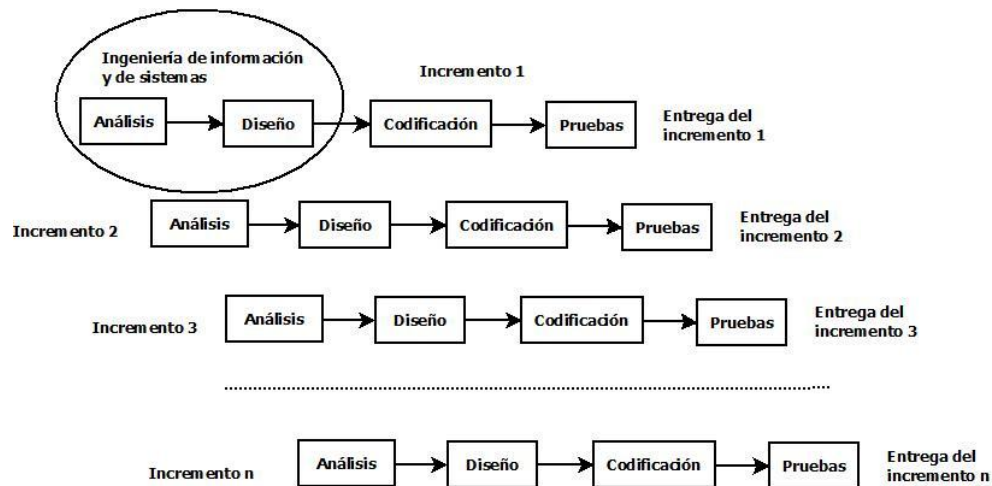 Ingeniería de información
y de sistemas
Incremento 1
Análisis
Diseño
Codificación
Pruebas
Entrega del
incremento 1
Incremento 2
Análisis
Diseño
Codificación
Pruebas
Entrega del
incremento 2
Incremento 3
Análisis
Diseño
Codificación
Pruebas
Entrega del
incremento 3
Incremento n
Análisis
Diseño
Codificación
Pruebas
Entrega del
incremento n